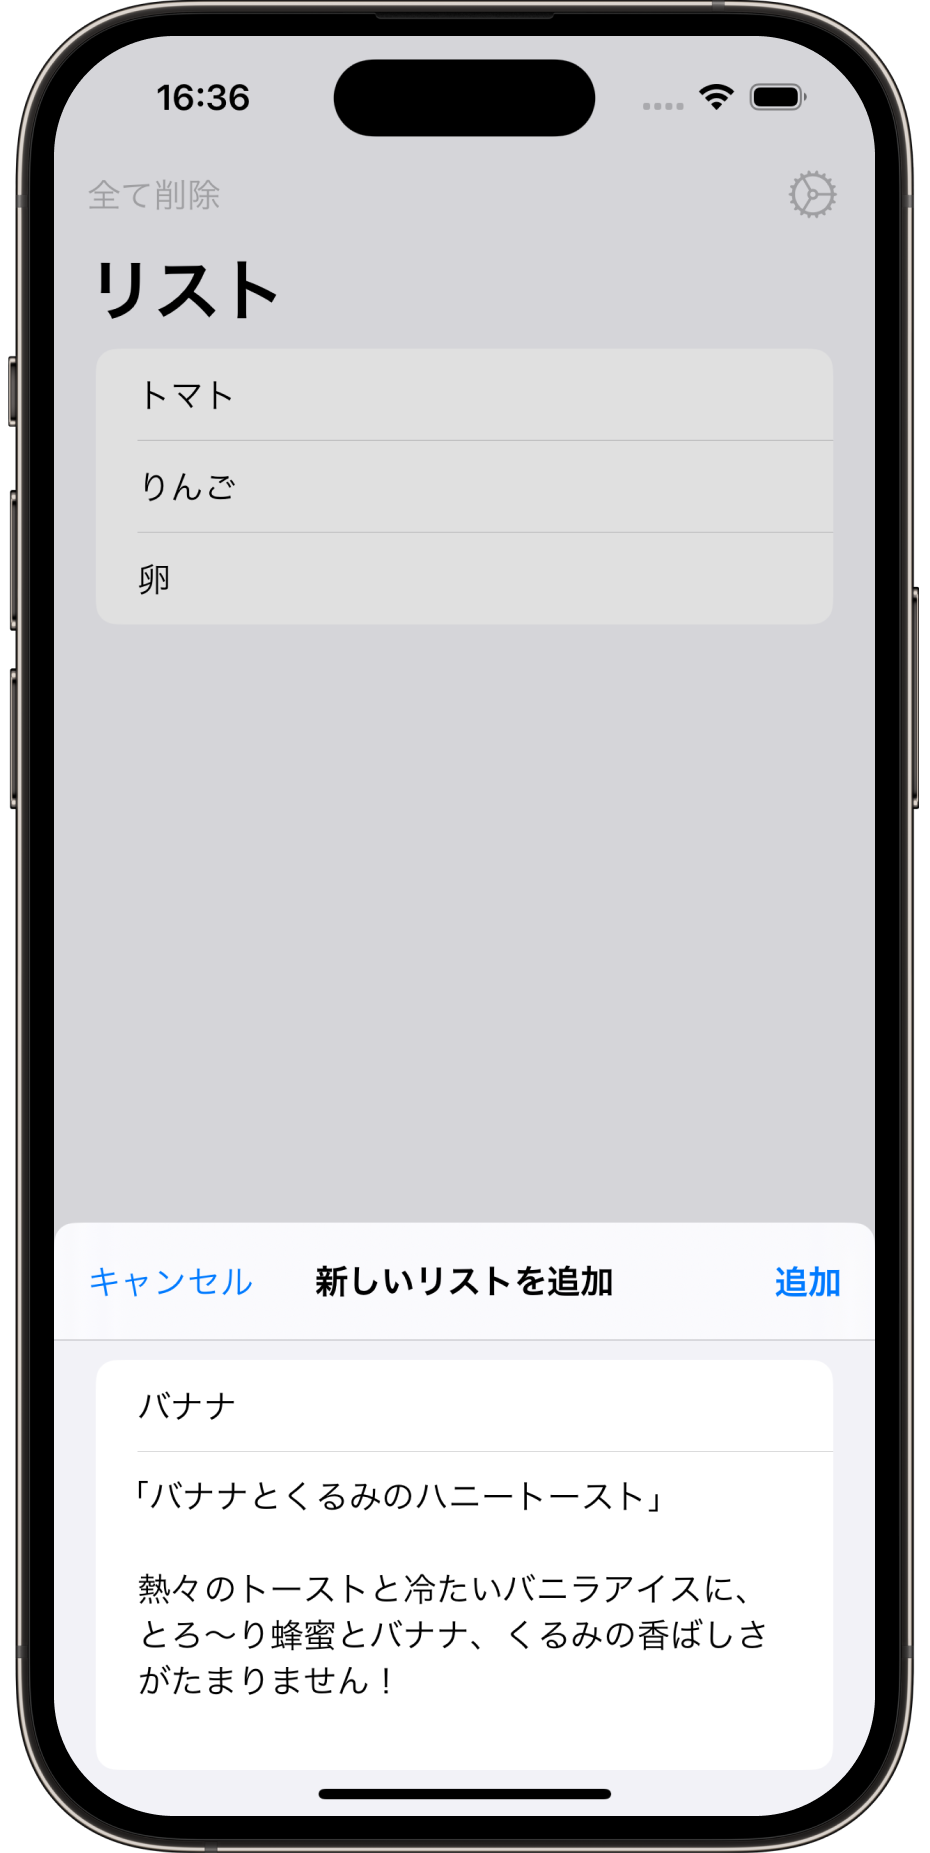 16:36
全て削除
リスト
トマト
りんご
卵
キャンセル 新しいリストを追加 追加
バナナ
「バナナとくるみのハニートースト」
熱々のトーストと冷たいバニラアイスに、
とろ〜り蜂蜜とバナナ、くるみの香ばしさ
がたまりません！